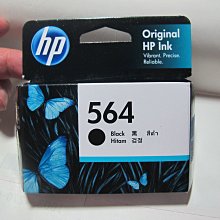 hp
Original
HP Ink
Vibrant. Precise.
Reliable.
564
Black 黑 สีดำ
Hitam 검정